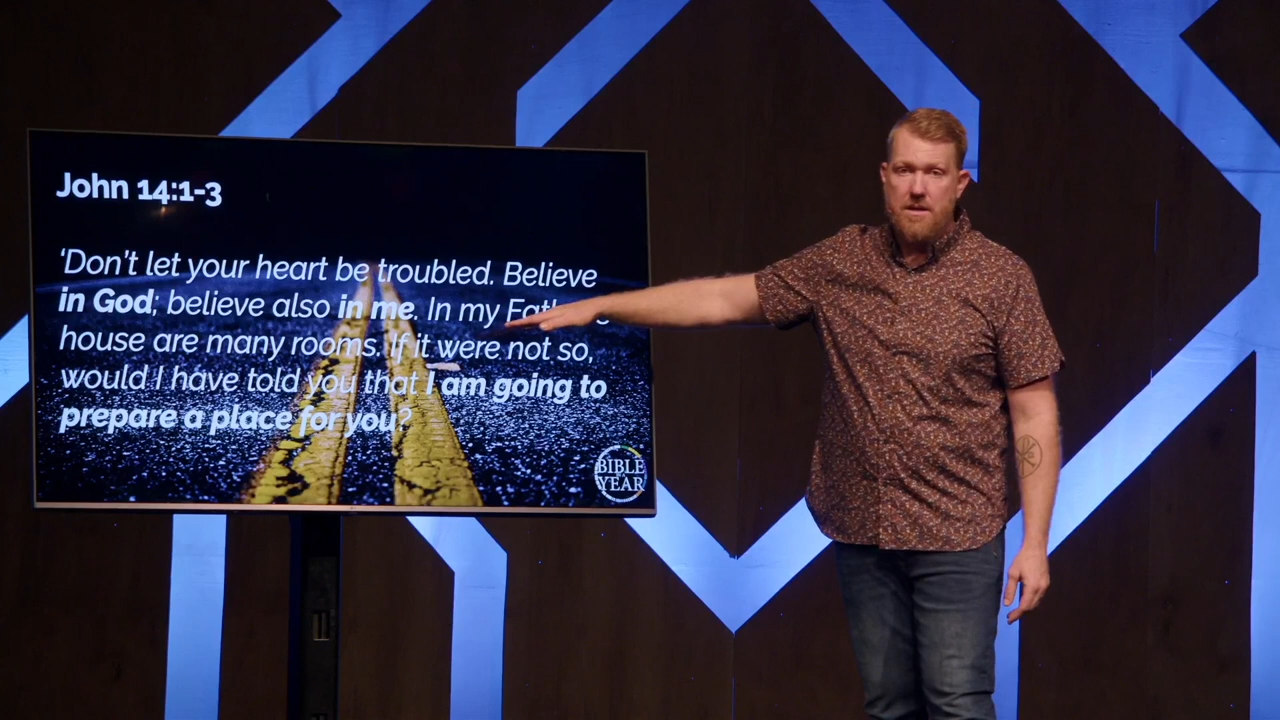 John 14:1-3
‘Don’t let your heart be troubled. Believe
in God; believe also in me. In my
house are many rooms. If it were not so,
would I have told you that I am going to
prepare a place for you?
BIBLE
YEAR